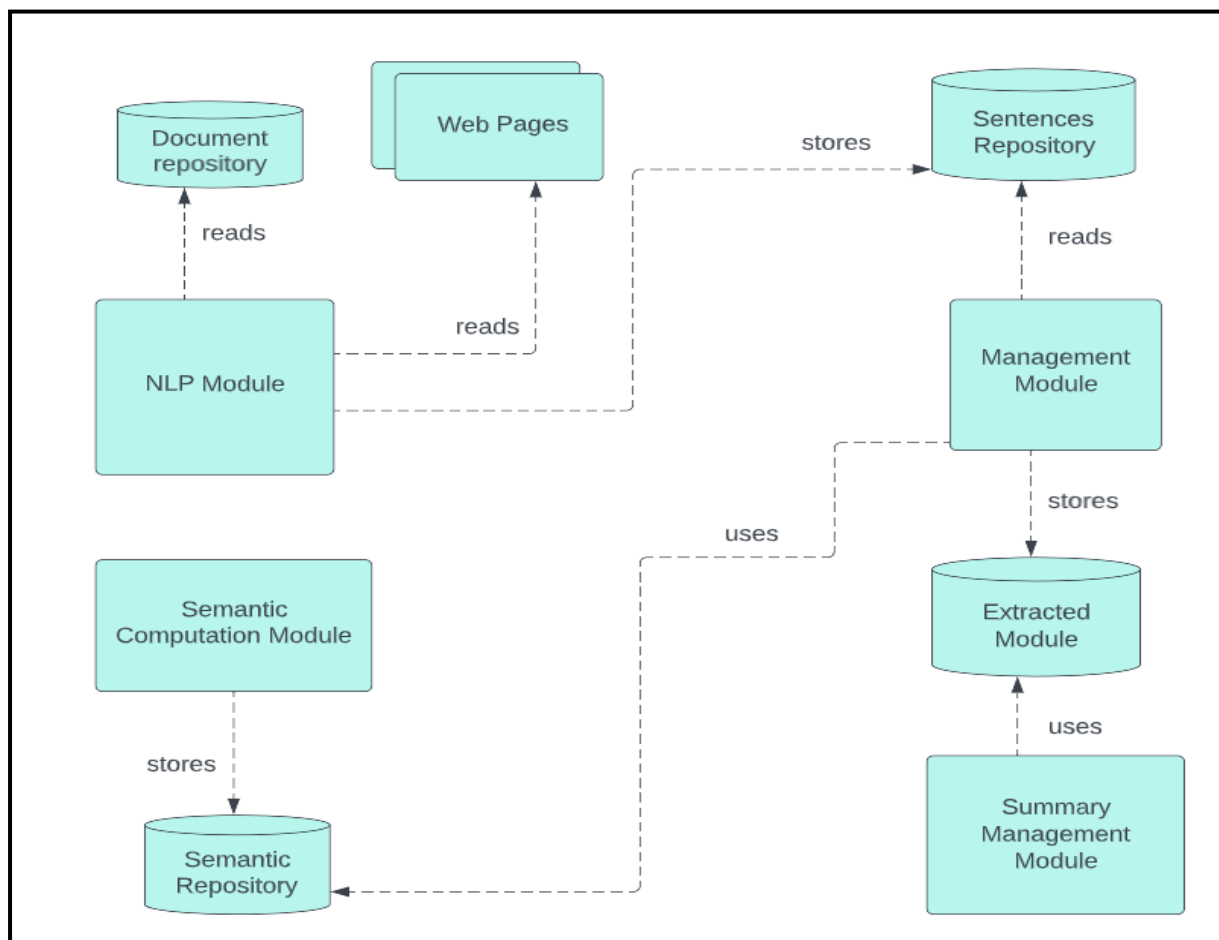 Document
repository
Web Pages
stores
Sentences
Repository
reads
reads
reads
NLP Module
Management
Module
uses
stores
Semantic
Computation Module
Extracted
Module
stores
uses
Semantic
Repository
Summary
Management
Module